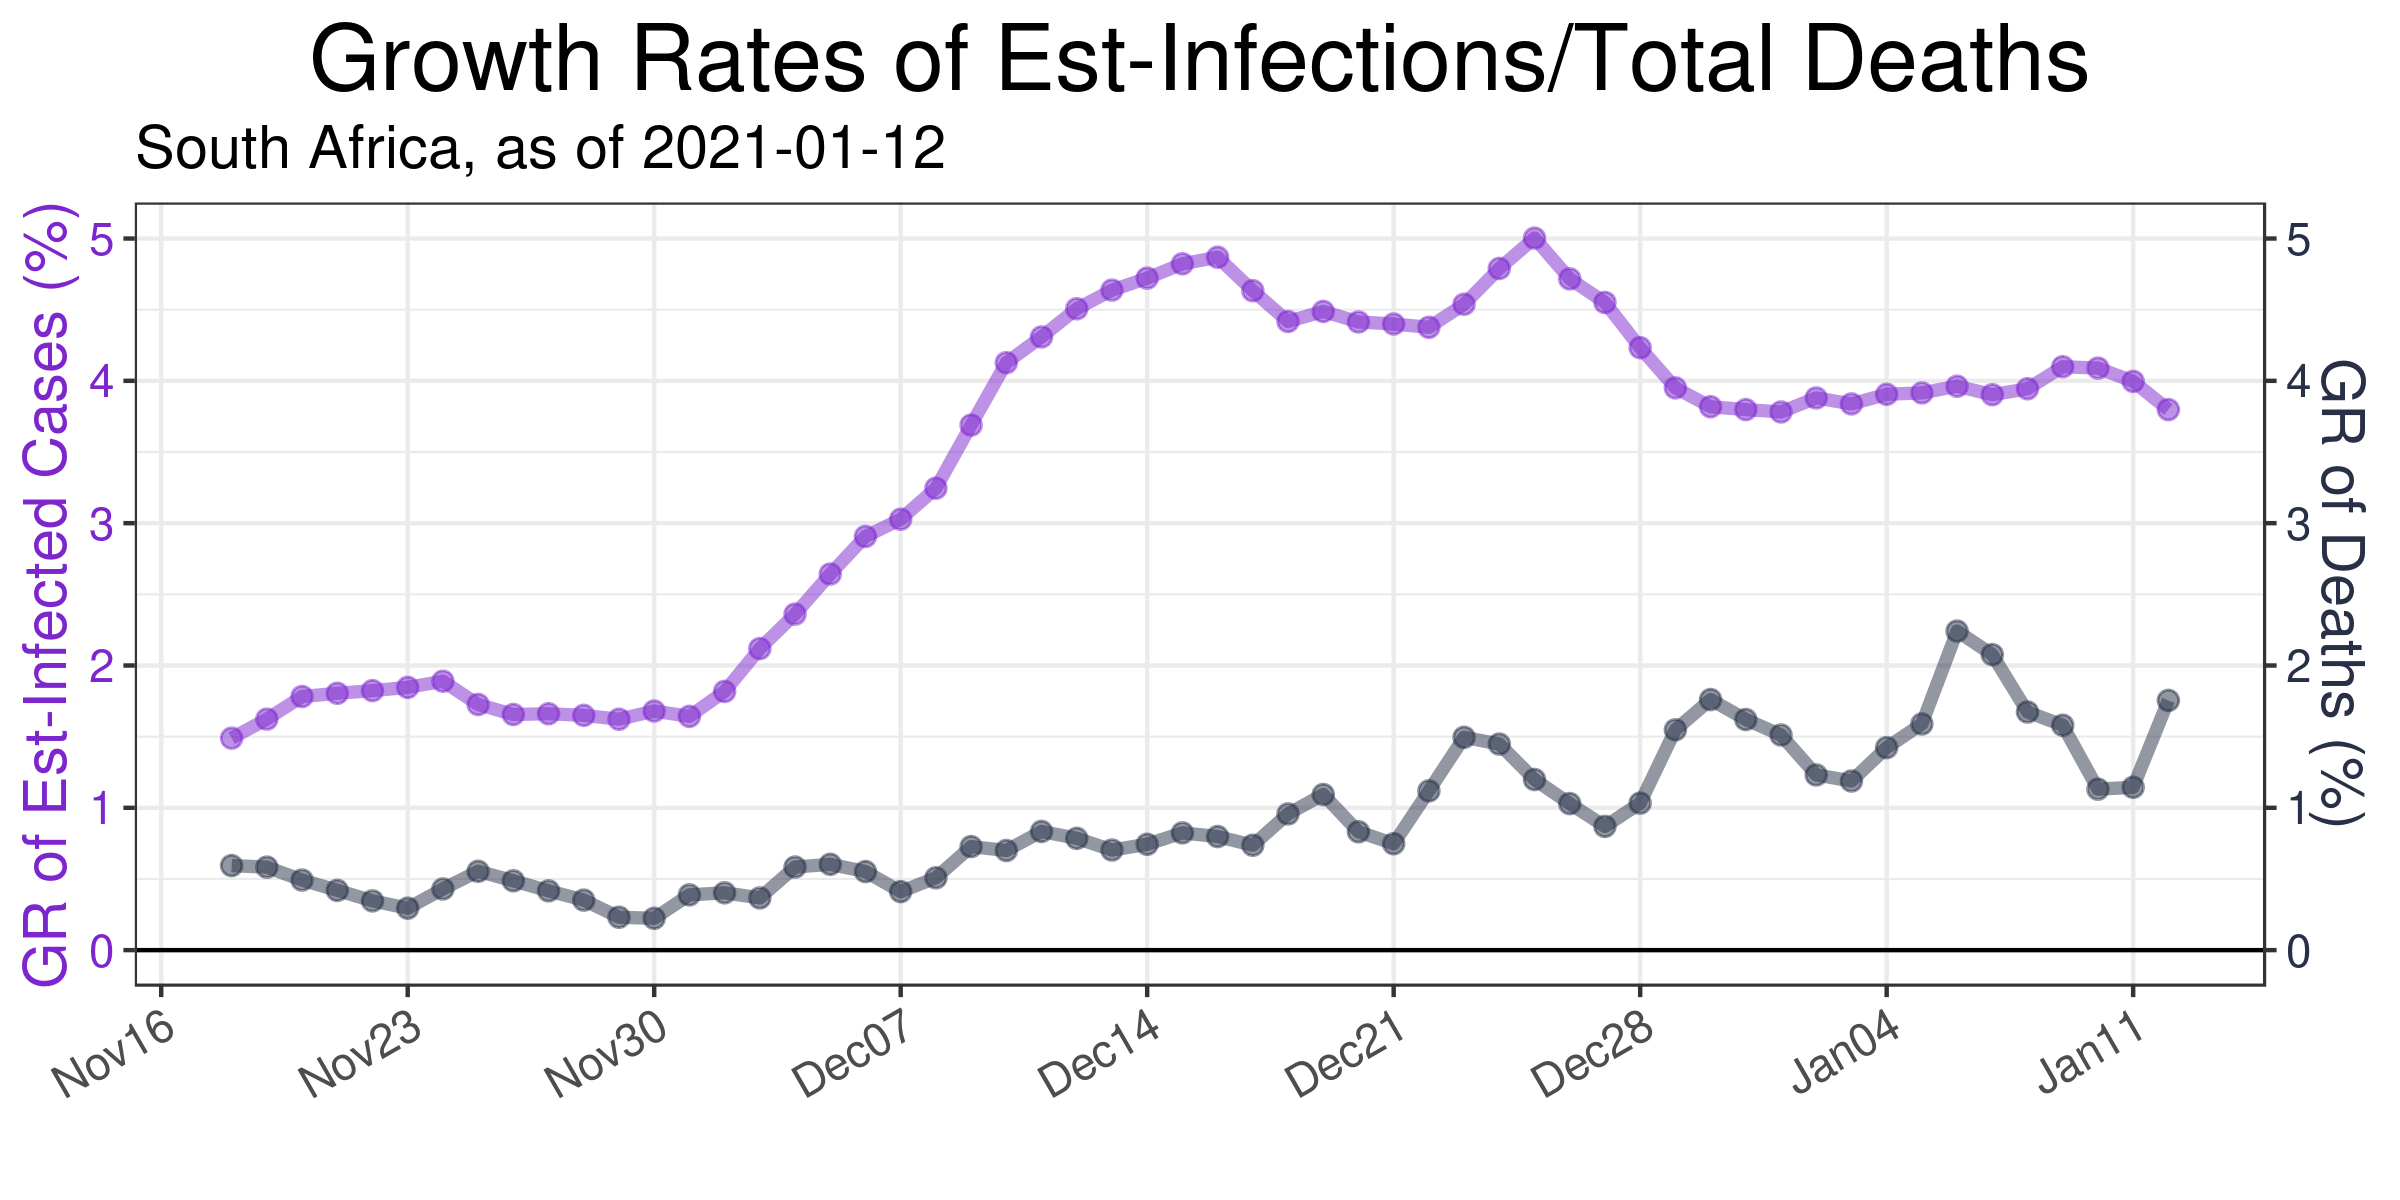 Growth Rates of Est-Infections/Total Deaths
South Africa, as of 2021-01-12
GR of Est-Infected Cases (%)
5
4
3
2
1
0
5
4
3
2
1
0
GR of Deaths (%)
Nov16
Nov23
Nov30
Dec07
Dec14
Dec21
Dec28
Jan04
Jan11